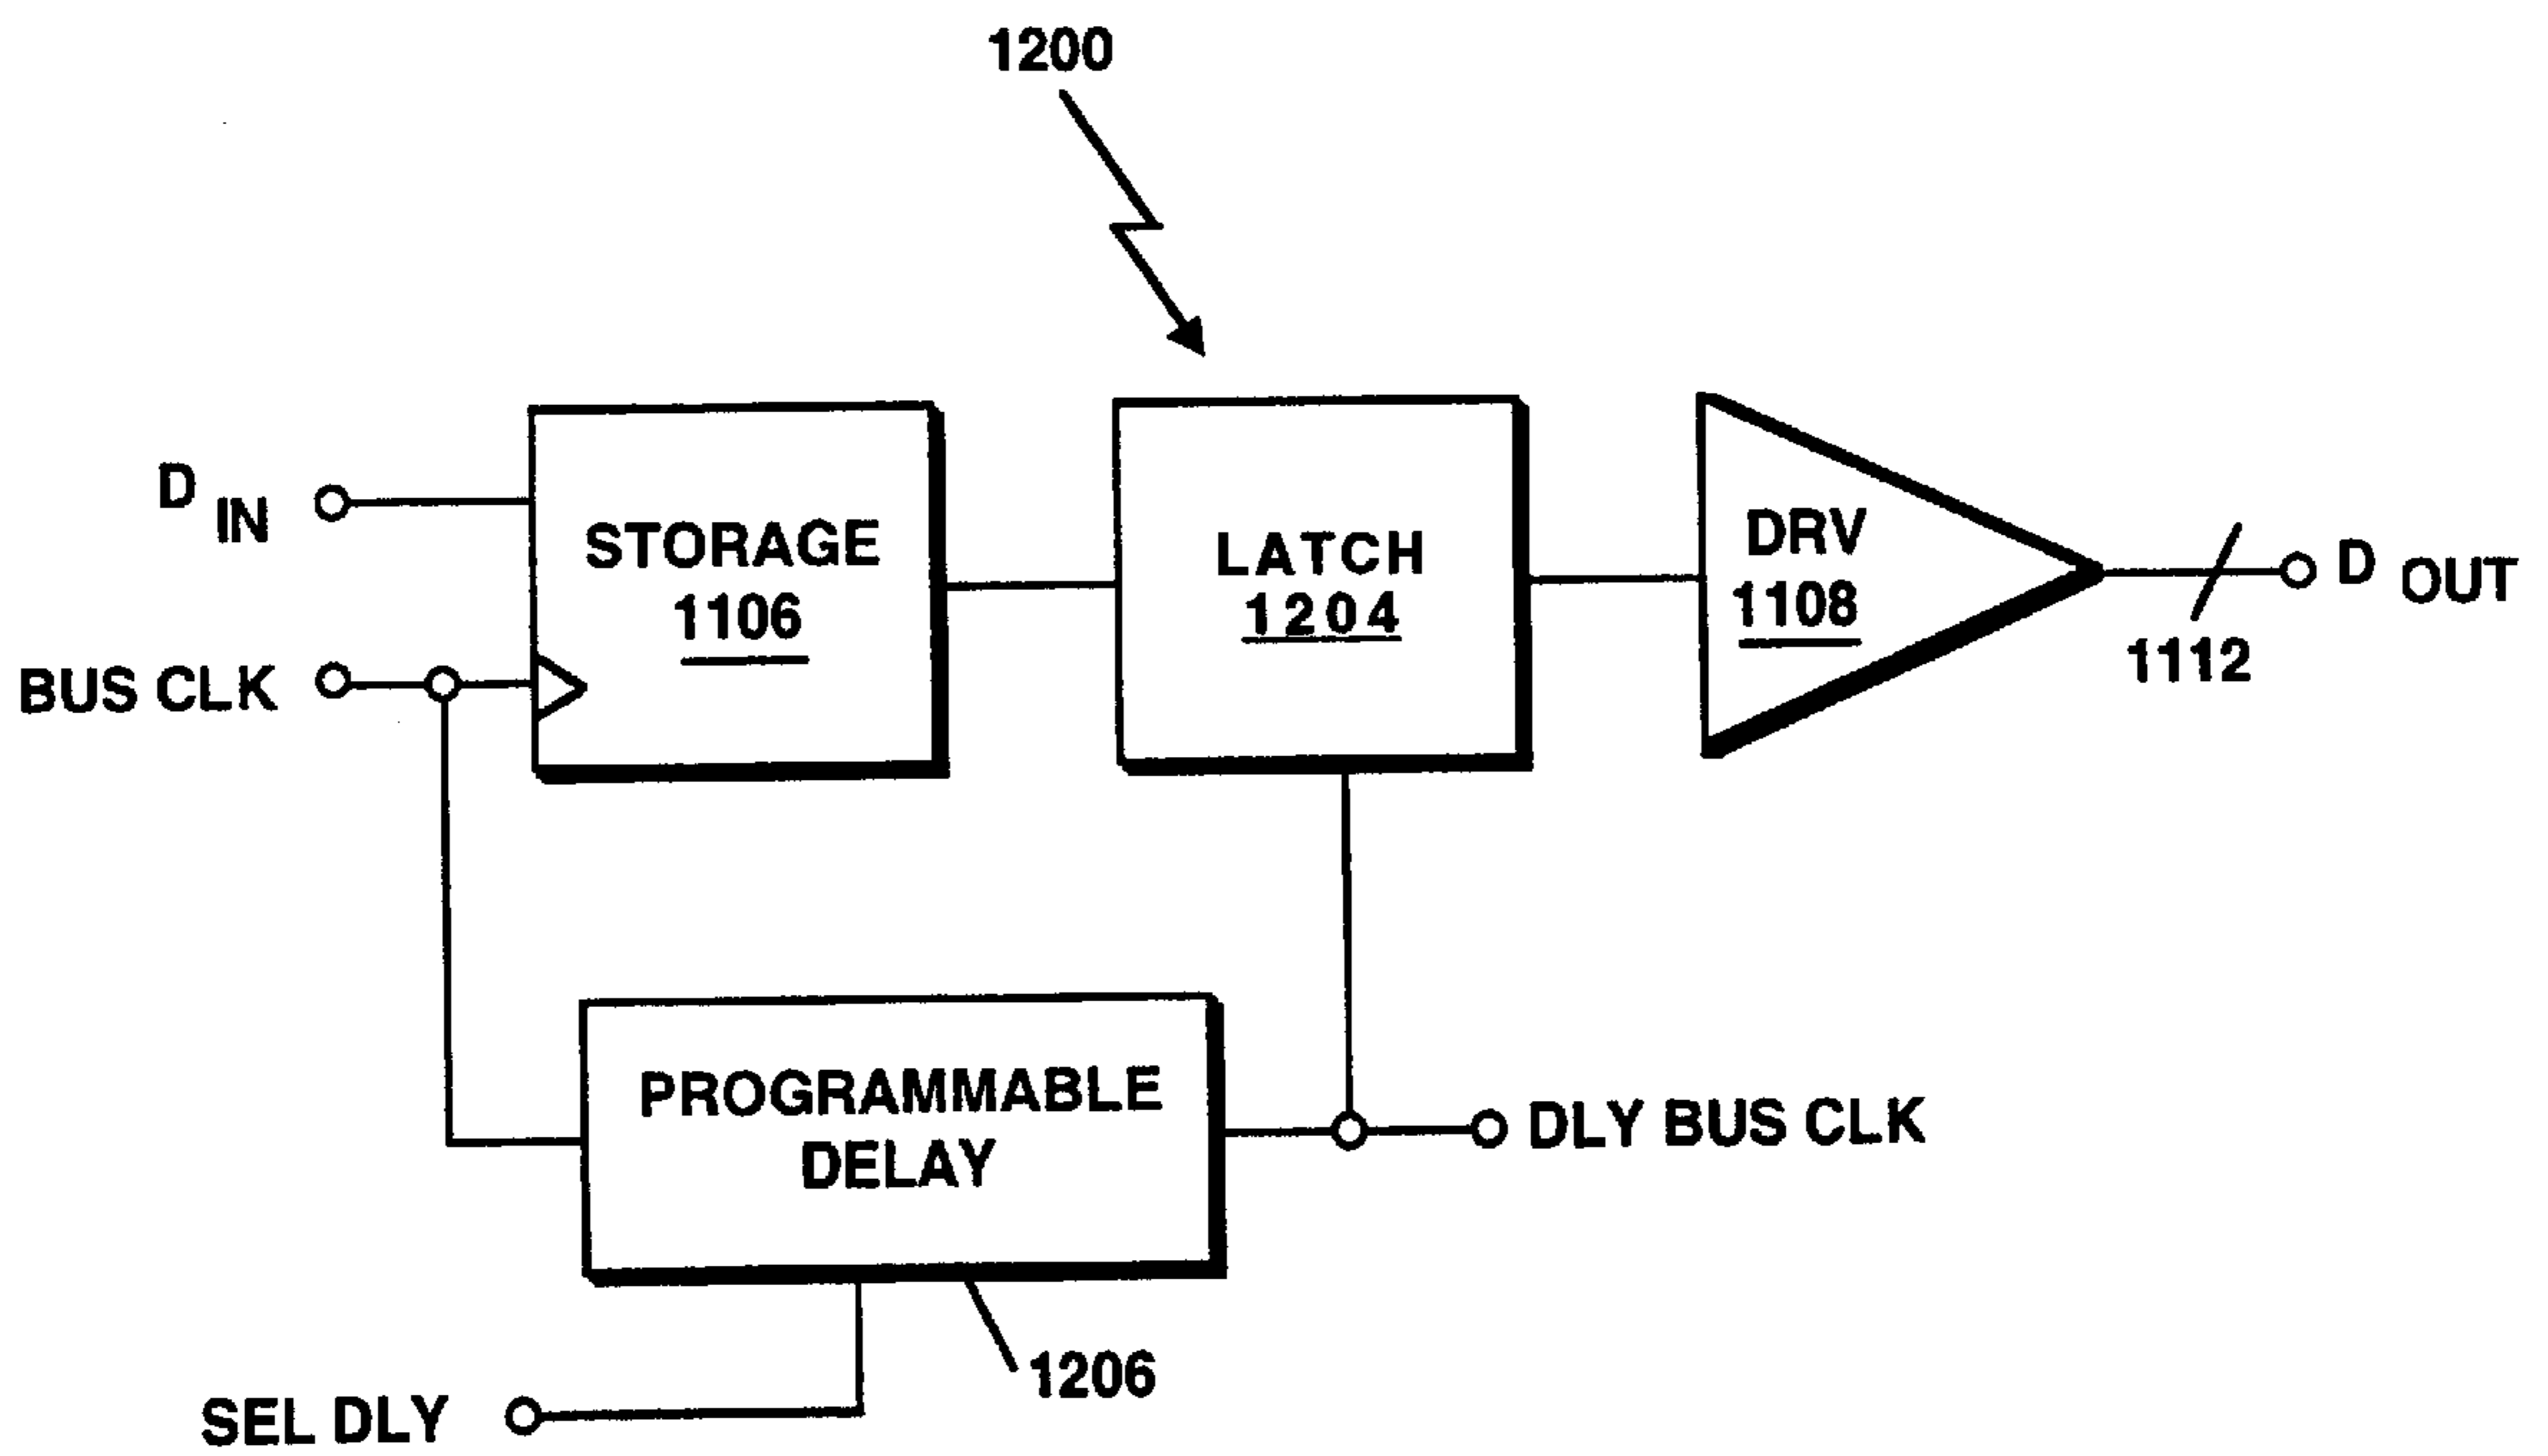 1200
D IN
STORAGE
1106
LATCH
1204
DRV
1108
D OUT
1112
BUS CLK
PROGRAMMABLE
DELAY
DLY BUS CLK
1206
SEL DLY